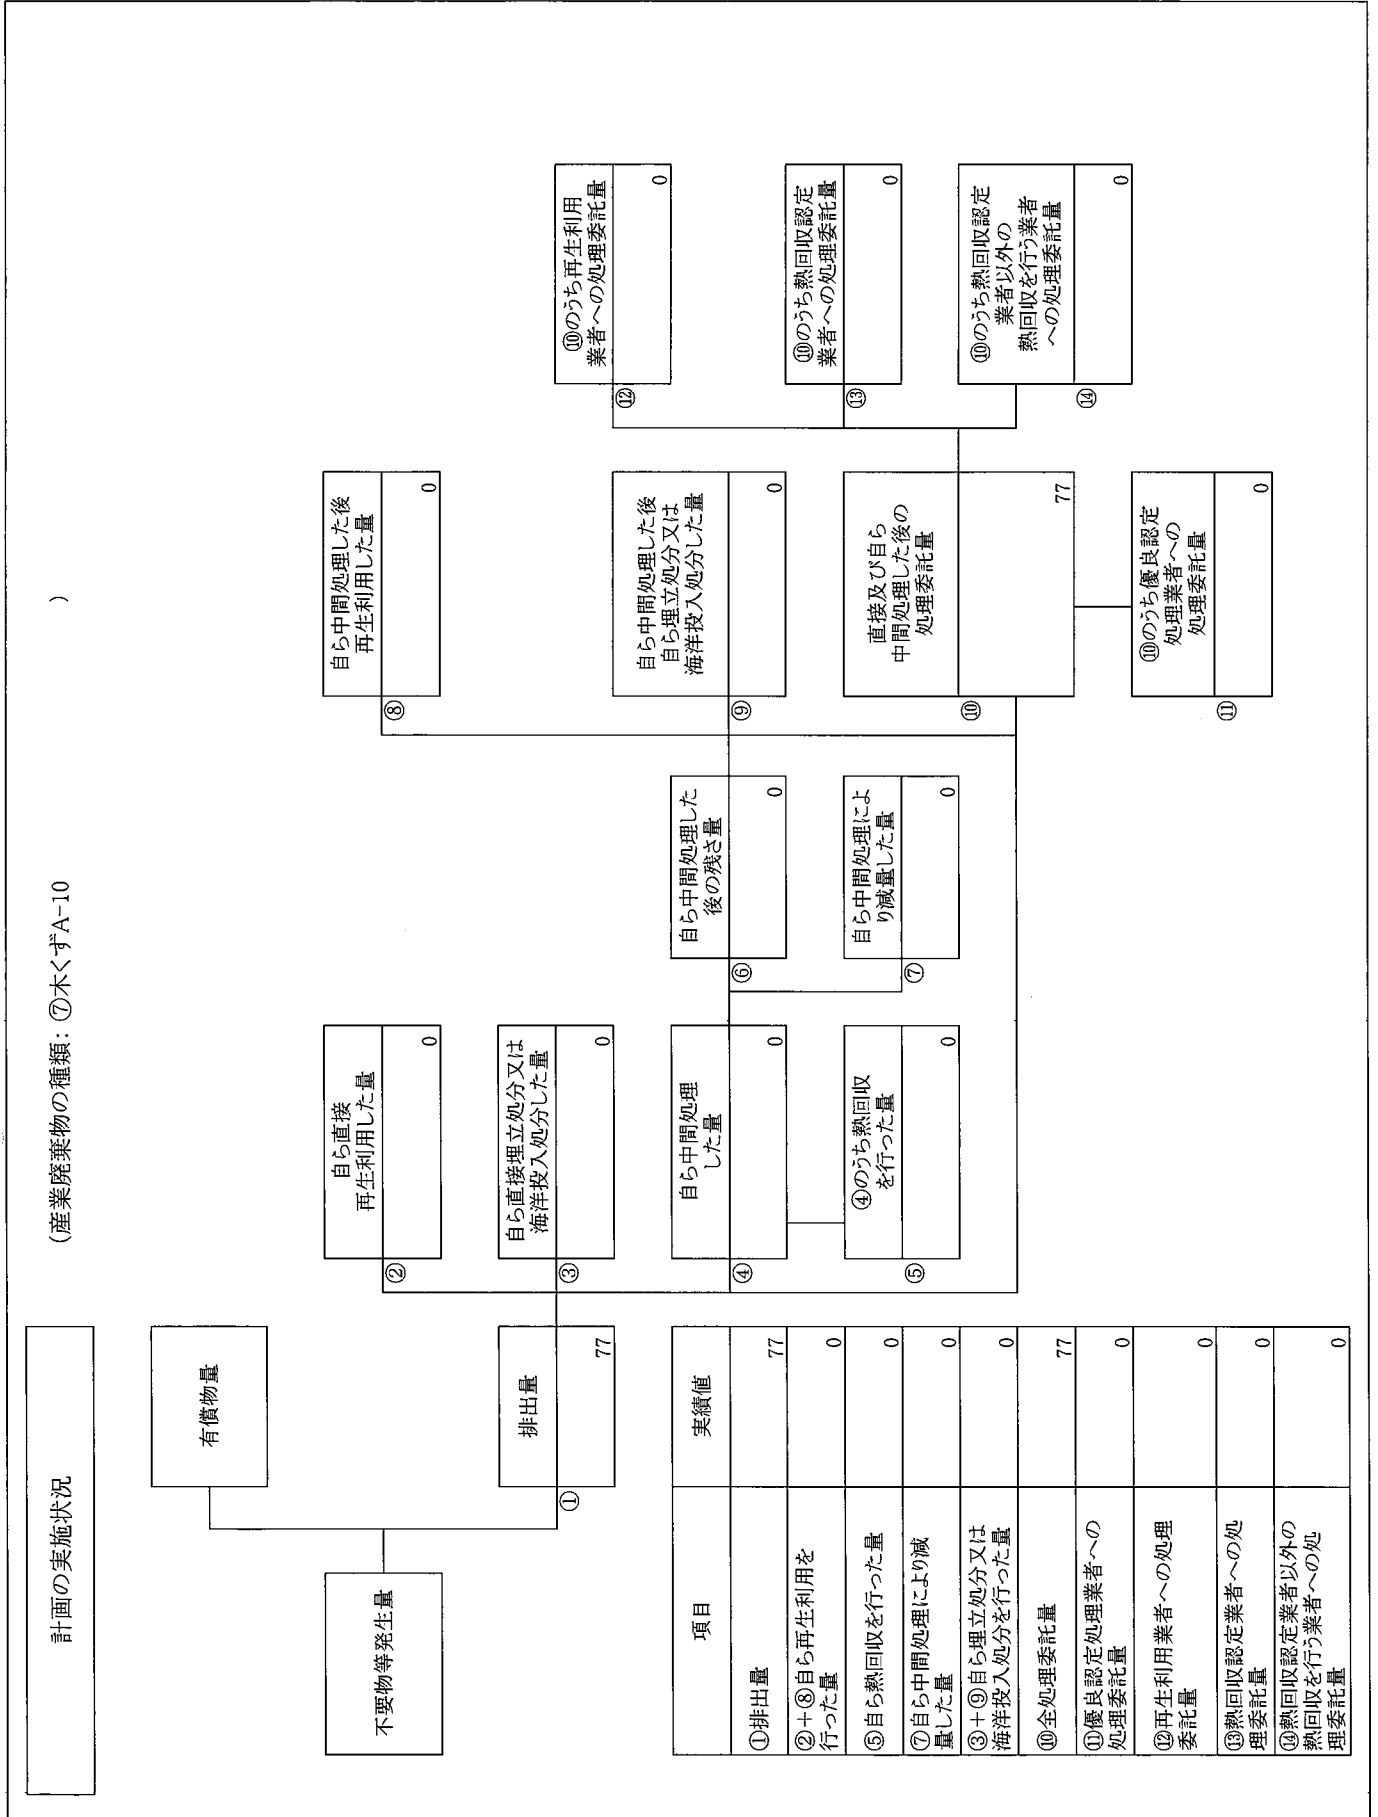 計画の実施状況
(産業廃棄物の種類：⑦木くずA-10 )
不要物等発生量
有償物量
①
排出量
77
②
自ら直接
再生利用した量
0
③
自ら直接埋立処分又は
海洋投入処分した量
0
④
自ら中間処理
した量
0
⑤
④のうち熱回収
を行った量
0
⑥
自ら中間処理した
後の残さ量
0
⑦
自ら中間処理によ
り減量した量
0
⑧
自ら中間処理した後
再生利用した量
0
⑨
自ら中間処理した後
自ら埋立処分又は
海洋投入処分した量
0
⑩
直接及び自ら
中間処理した後の
処理委託量
77
⑪
⑩のうち優良認定
処理業者への
処理委託量
0
⑫
⑩のうち再生利用
業者への処理委託量
0
⑬
⑩のうち熱回収認定
業者への処理委託量
0
⑭
⑩のうち熱回収認定
業者以外の
熱回収を行う業者
への処理委託量
0
項目 実績値
①排出量 77
②+⑧自ら再生利用を
行った量 0
⑤自ら熱回収を行った量 0
⑦自ら中間処理により減
量した量 0
③+⑨自ら埋立処分又は
海洋投入処分を行った量 0
⑩全処理委託量 77
⑪優良認定処理業者への
処理委託量 0
⑫再生利用業者への処理
委託量 0
⑬熱回収認定業者への処
理委託量 0
⑭熱回収認定業者以外の
熱回収を行う業者への処
理委託量 0